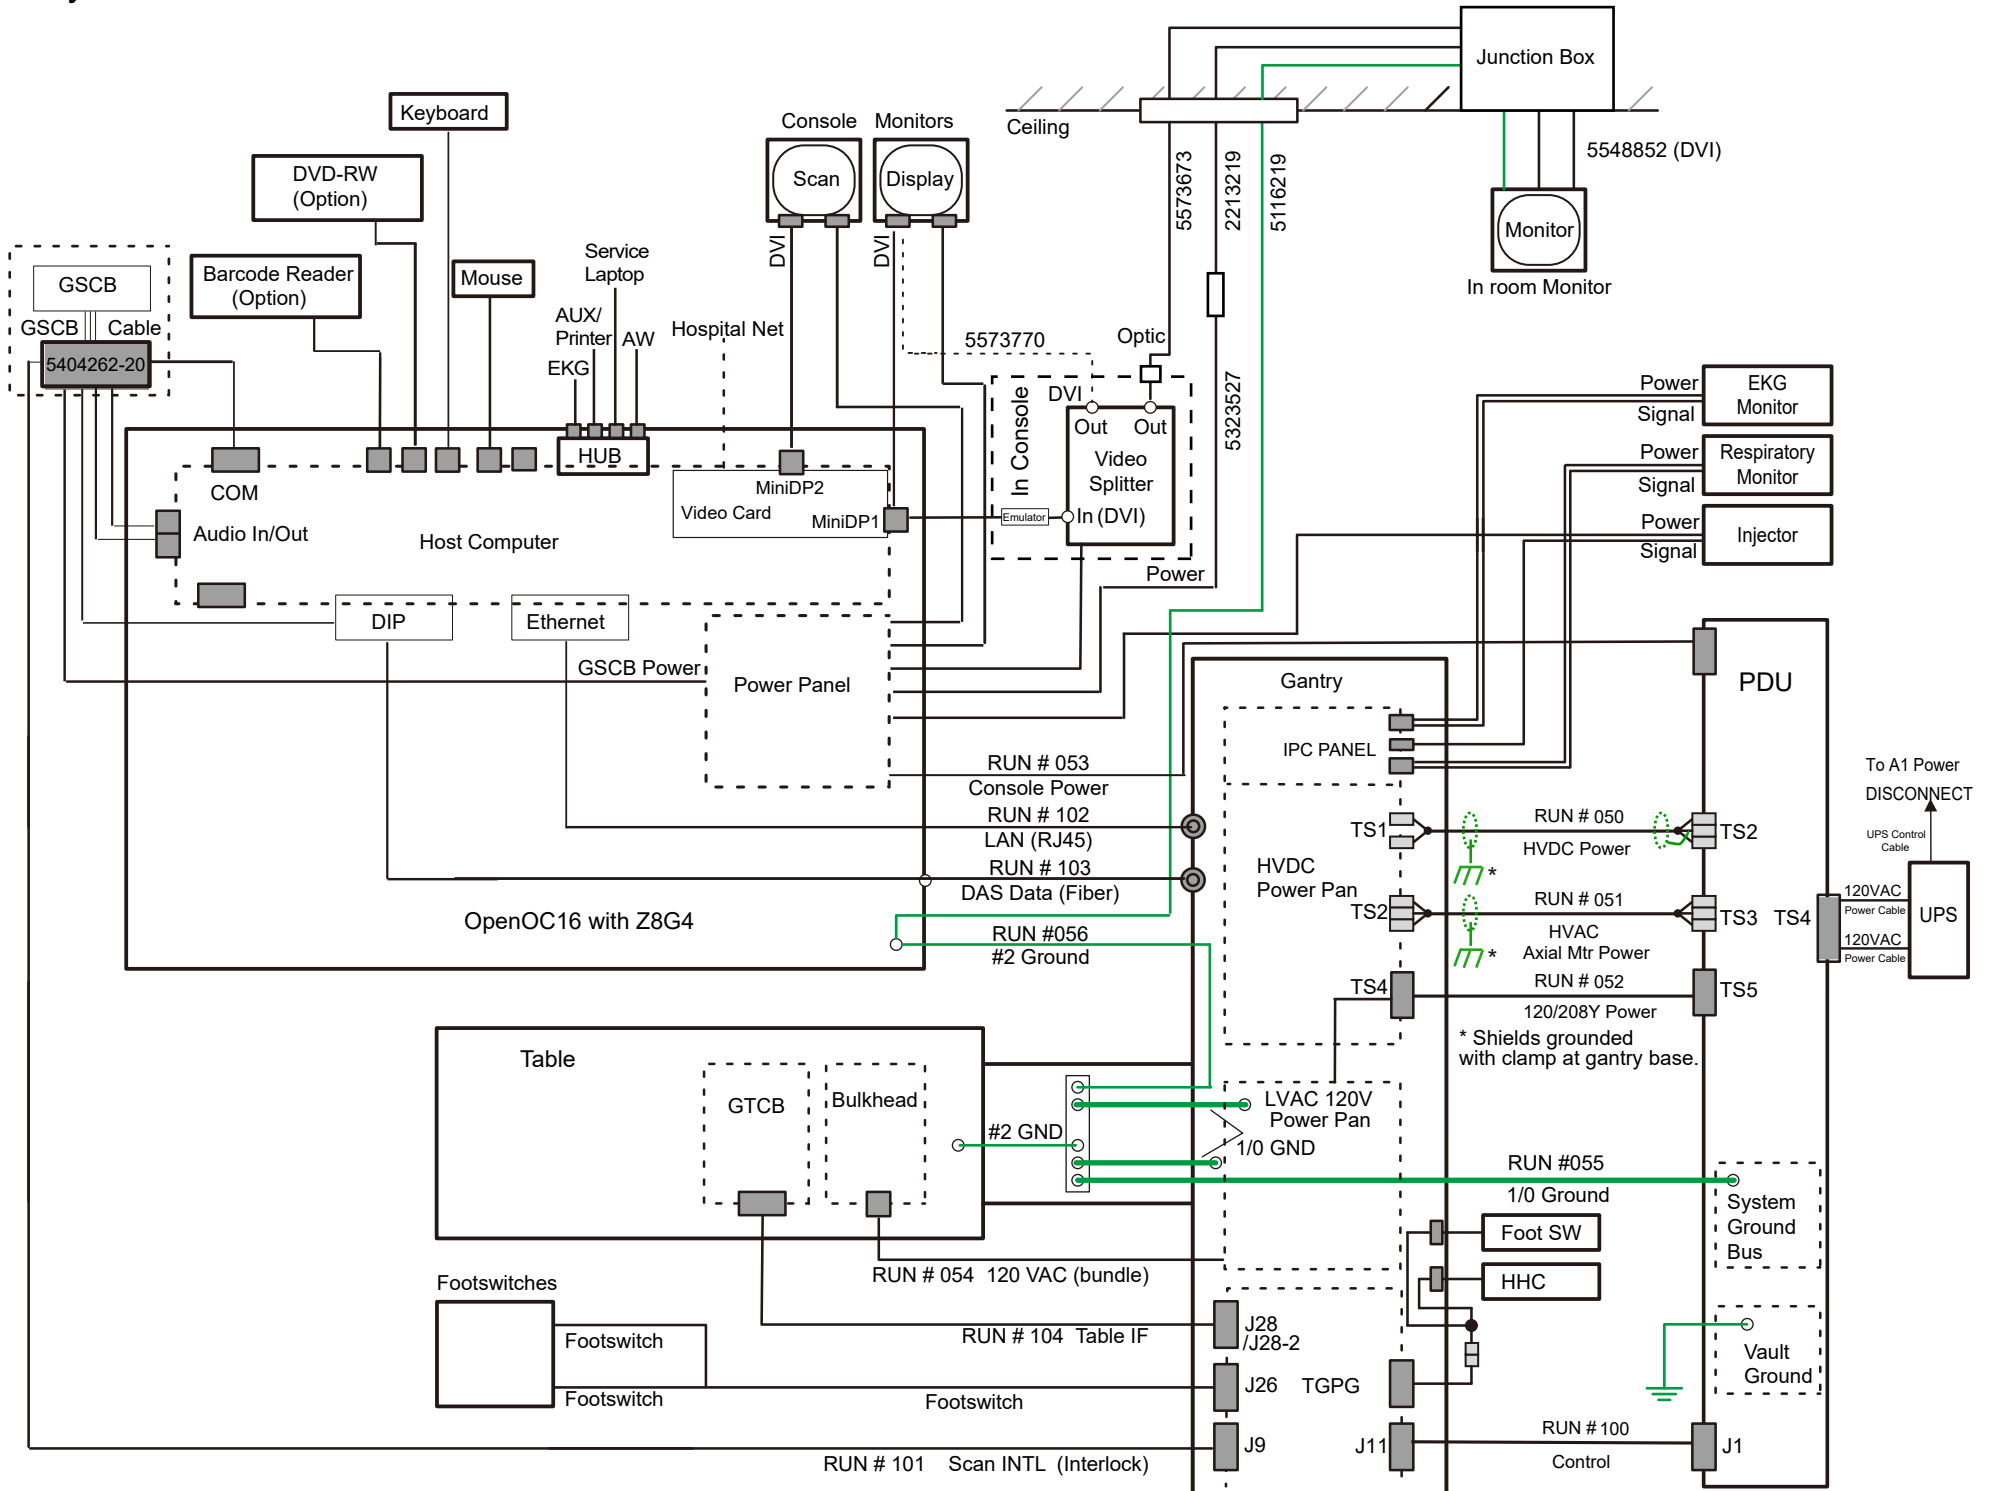 Junction Box
Ceiling
5548852 (DVI)
Monitor
In room Monitor
5573673
2213219
5116219
5323527
Keyboard
Console Monitors
Scan
Display
DVI
DVI
DVD-RW
(Option)
Barcode Reader
(Option)
Mouse
Service
Laptop
AUX/
Printer
AW
EKG
Hospital Net
GSCB
GSCB Cable
5404262-20
5573770
Optic
In Console
DVI
Out Out
Video
Splitter
In (DVI)
Emulator
Power
HUB
COM
Audio In/Out
Host Computer
MiniDP2
Video Card
MiniDP1
DIP
Ethernet
GSCB Power
Power Panel
OpenOC16 with Z8G4
Power
Signal
EKG
Monitor
Power
Signal
Respiratory
Monitor
Power
Signal
Injector
Gantry
IPC PANEL
PDU
RUN # 053
Console Power
RUN # 102
LAN (RJ45)
RUN # 103
DAS Data (Fiber)
RUN #056
#2 Ground
HVDC
Power Pan
TS1
TS2
TS4
RUN # 050
HVDC Power
*
RUN # 051
HVAC
Axial Mtr Power
*
RUN # 052
120/208Y Power
* Shields grounded
with clamp at gantry base.
TS2
TS3
TS5
TS4
To A1 Power
DISCONNECT
UPS Control
Cable
120VAC
Power Cable
120VAC
Power Cable
UPS
Table
GTCB
Bulkhead
#2 GND
LVAC 120V
Power Pan
1/0 GND
RUN #055
1/0 Ground
System
Ground
Bus
Foot SW
HHC
Vault
Ground
RUN # 054 120 VAC (bundle)
Footswitches
Footswitch
Footswitch
Footswitch
RUN # 104 Table IF
J28
/J28-2
J26
TGPG
J9
J11
RUN # 100
Control
J1
RUN # 101 Scan INTL (Interlock)